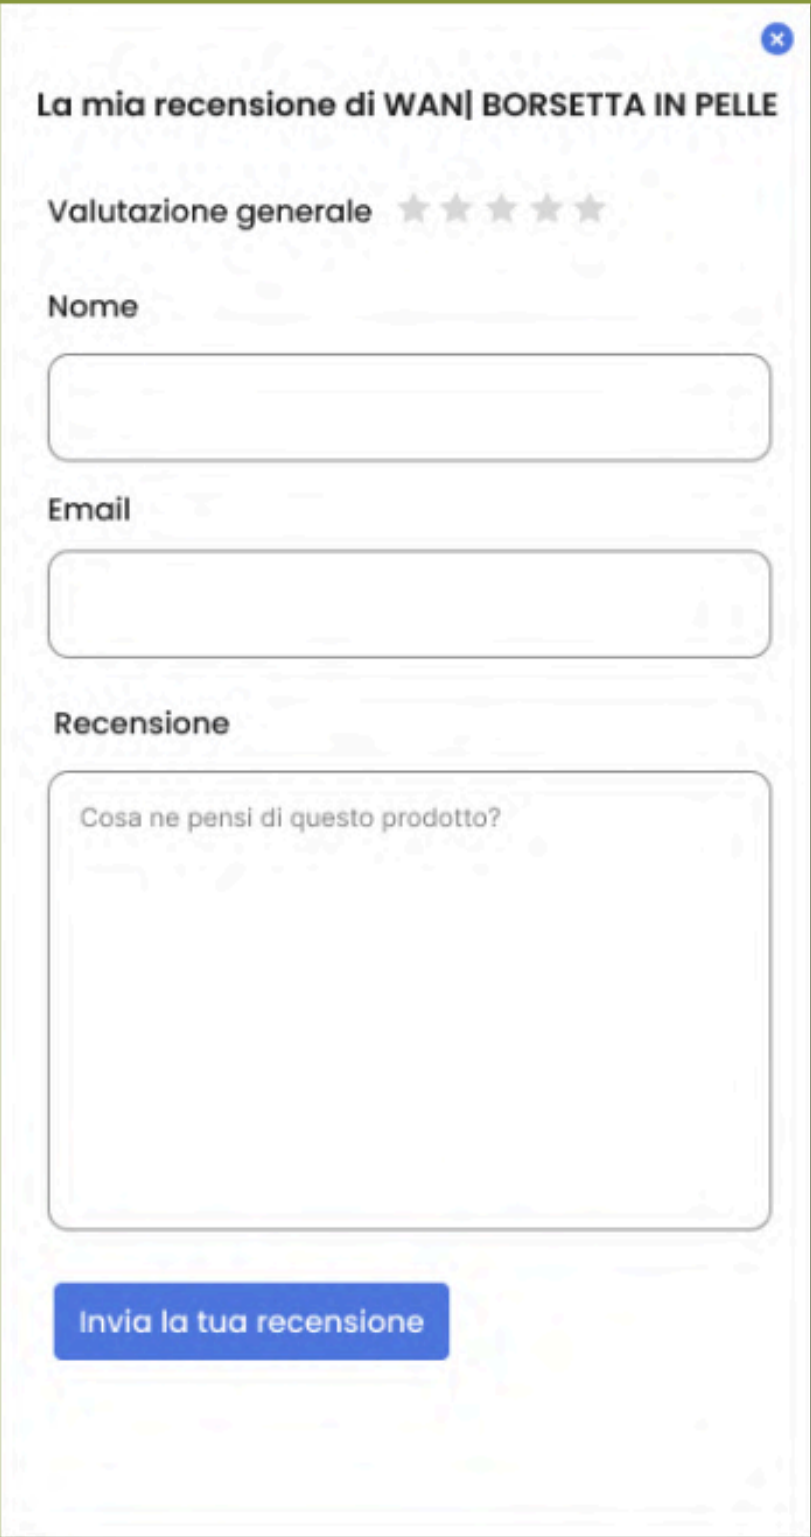 La mia recensione di WAN| BORSETTA IN PELLE
Valutazione generale
Nome
Email
Recensione
Cosa ne pensi di questo prodotto?
Invia la tua recensione